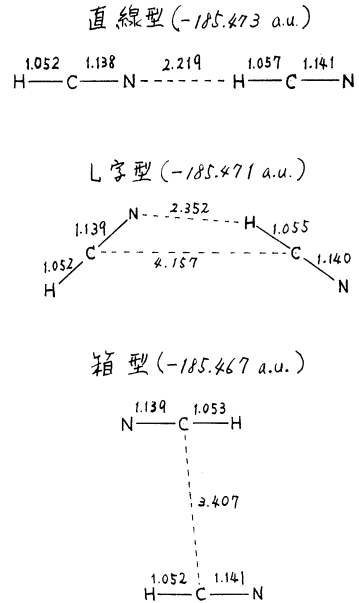 直線型(-185.473 a.u.)
1.052 1.138 2.219 1.057 1.141
H C N H C N
L字型(-185.471 a.u.)
N 2.352 H
1.139 1.055
1.052 C 4.157 C 1.140
H N
箱型(-185.467 a.u.)
1.139 1.053
N C H
3.407
1.052 1.141
H C N